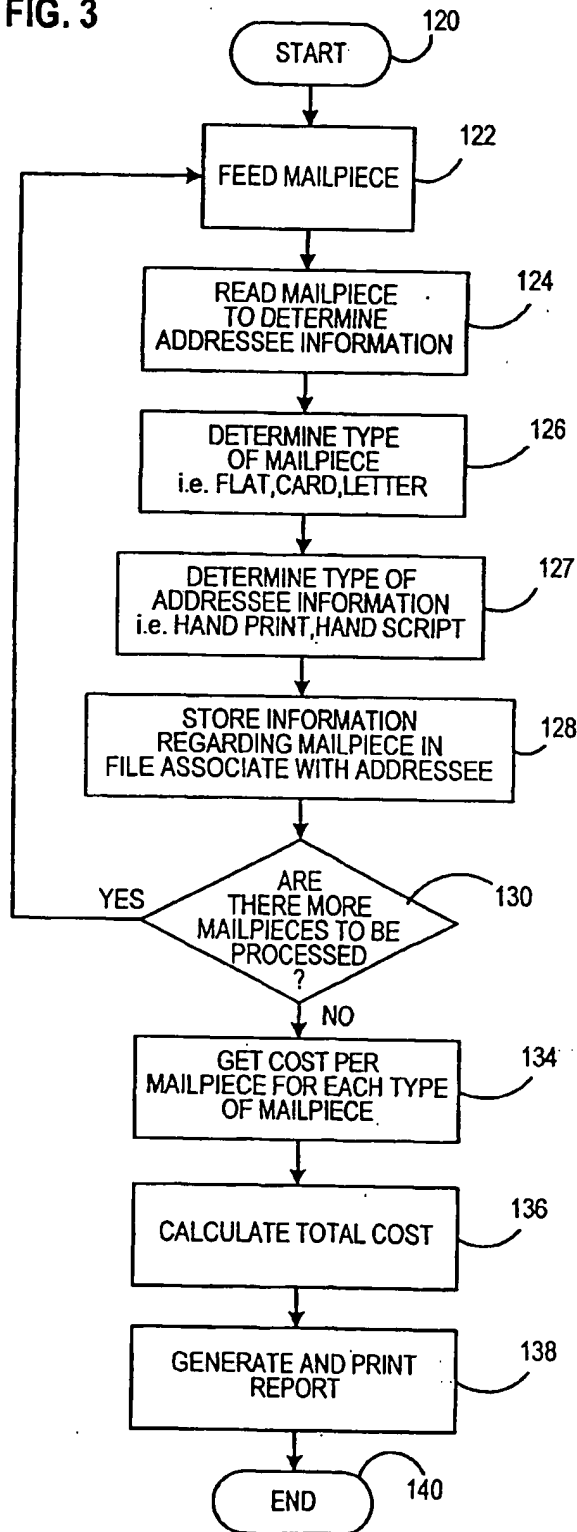 FIG. 3
START
120
FEED MAILPIECE
122
READ MAILPIECE
TO DETERMINE
ADDRESSEE INFORMATION
124
DETERMINE TYPE
OF MAILPIECE
i.e. FLAT,CARD,LETTER
126
DETERMINE TYPE OF
ADDRESSEE INFORMATION
i.e. HAND PRINT,HAND SCRIPT
127
STORE INFORMATION
REGARDING MAILPIECE IN
FILE ASSOCIATE WITH ADDRESSEE
128
YES
ARE
THERE MORE
MAILPIECES TO BE
PROCESSED
?
130
NO
GET COST PER
MAILPIECE FOR EACH TYPE
OF MAILPIECE
134
CALCULATE TOTAL COST
136
GENERATE AND PRINT
REPORT
138
END
140